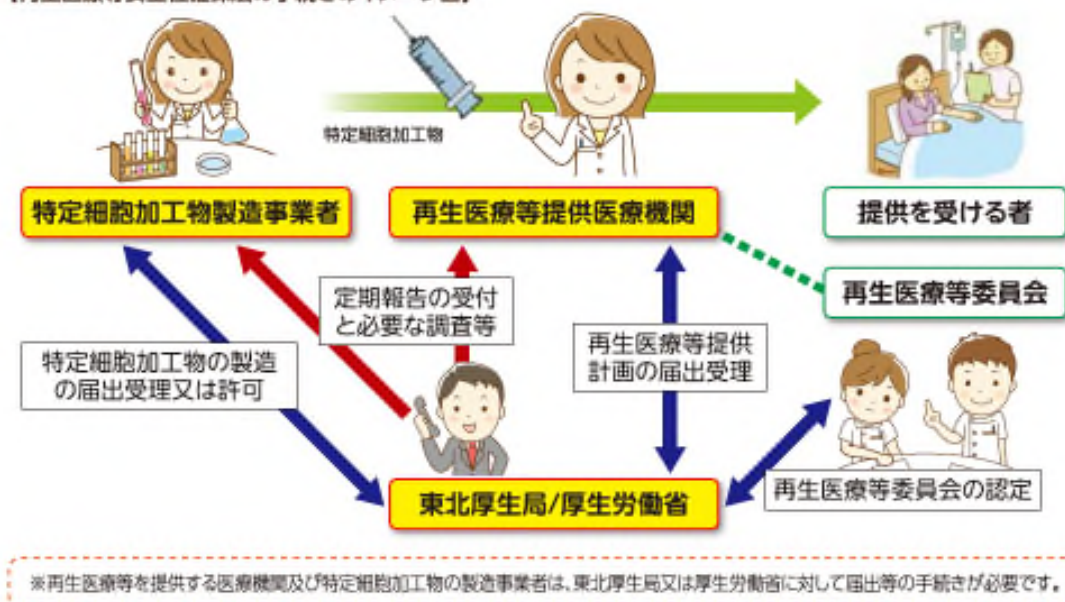 特定細胞加工物
特定細胞加工物製造事業者
再生医療等提供医療機関
提供を受ける者
再生医療等委員会
定期報告の受付
と必要な調査等
特定細胞加工物の製造
の届出受理又は許可
再生医療等提供
計画の届出受理
再生医療等委員会の認定
東北厚生局/厚生労働省
※再生医療等を提供する医療機関及び特定細胞加工物の製造事業者は、東北厚生局又は厚生労働省に対して届出等の手続きが必要です。